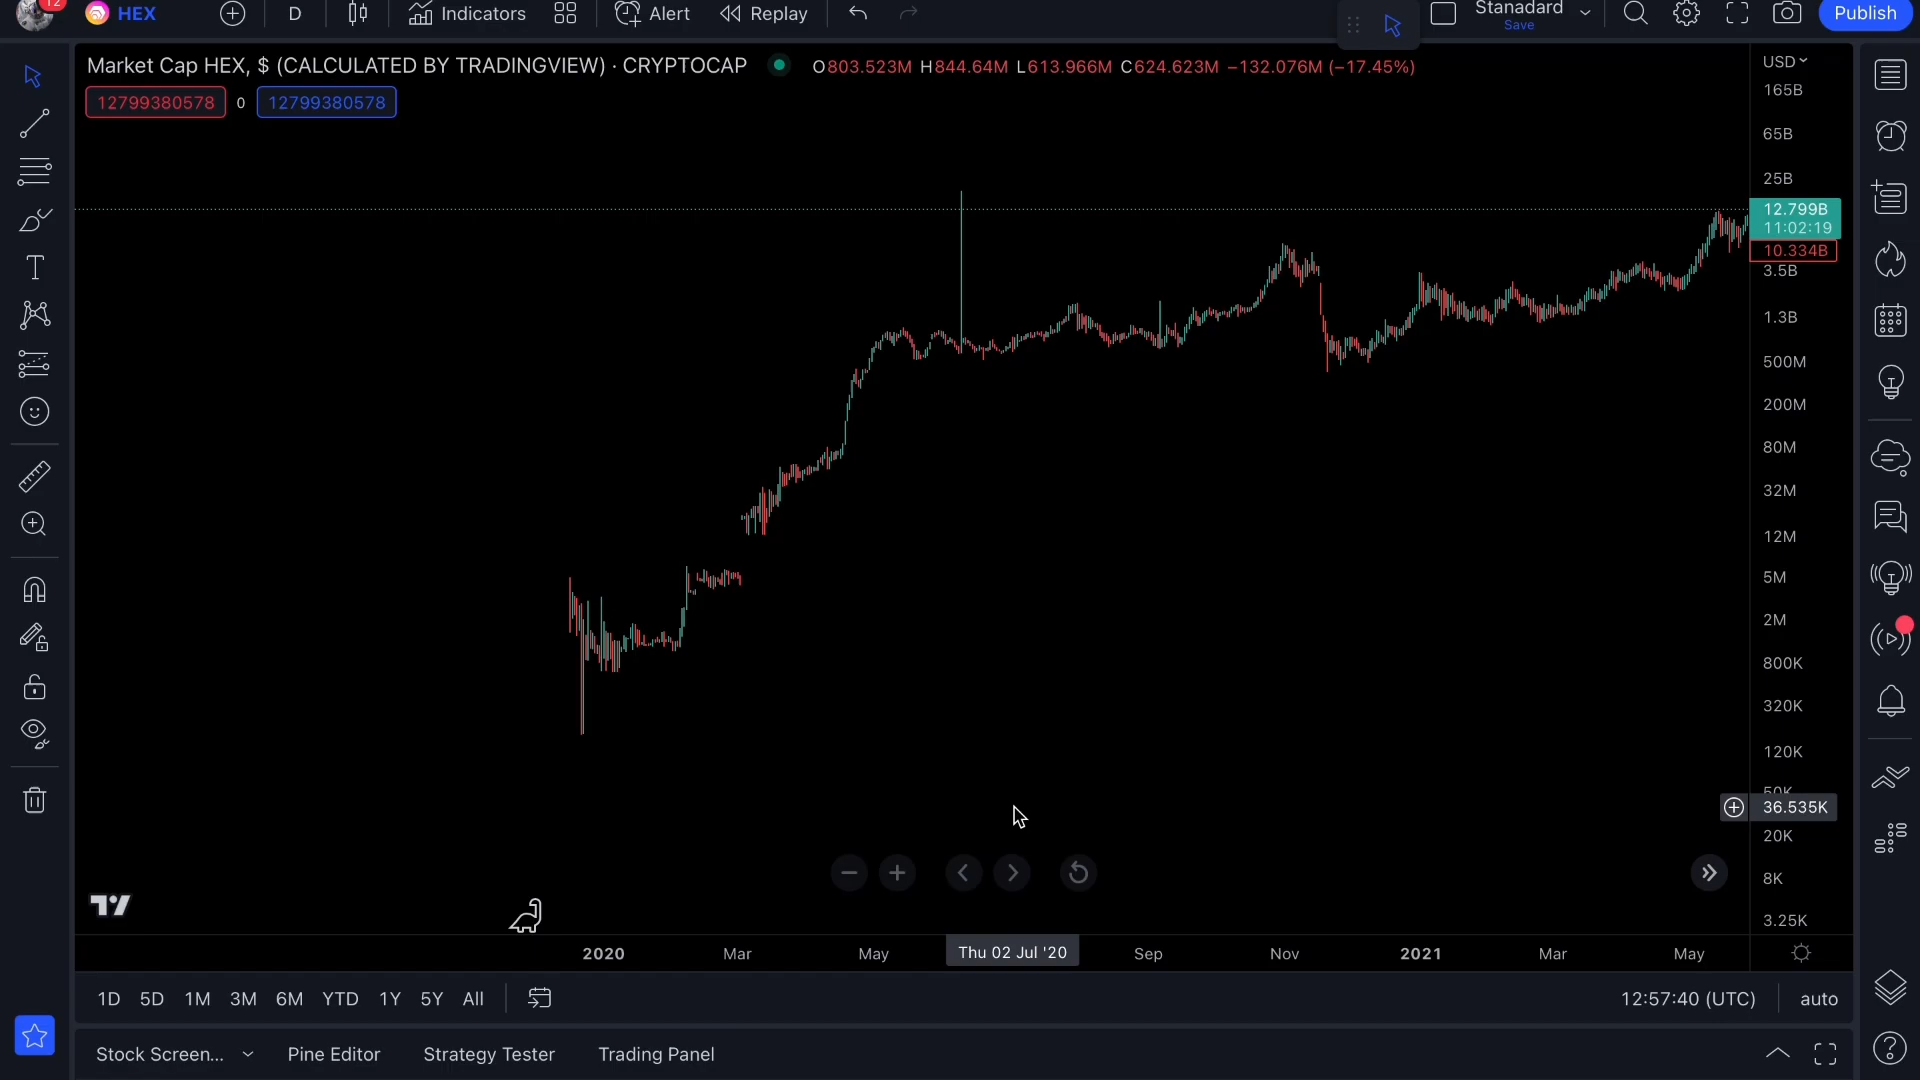 12
HEX
D
Indicators
Alert
Replay
Stanadard
Save
Publish
Market Cap HEX, $ (CALCULATED BY TRADINGVIEW) · CRYPTOCAP
O803.523M H844.64M L613.966M C624.623M −132.076M (−17.45%)
12799380578 0 12799380578
USD
165B
65B
25B
12.799B
11:02:19
10.334B
3.5B
1.3B
500M
200M
80M
32M
12M
5M
2M
800K
320K
120K
50K
36.535K
20K
8K
3.25K
2020 Mar May Thu 02 Jul '20 Sep Nov 2021 Mar May
1D 5D 1M 3M 6M YTD 1Y 5Y All
12:57:40 (UTC) auto
Stock Screen... Pine Editor Strategy Tester Trading Panel